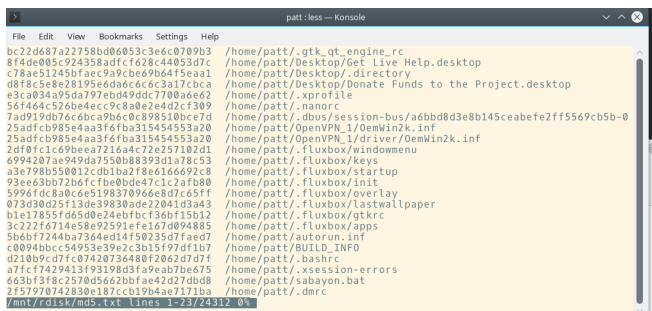 patt : less — Konsole
File Edit View Bookmarks Settings Help
bc22d687a22758bd06053c3e6c0709b3 /home/patt/.gtk_qt_engine_rc
8f4de005c924358adfcf628c44053d7c /home/patt/Desktop/Get Live Help.desktop
c78ae51245bfaec9a9cbe69b64f5eaa1 /home/patt/Desktop/.directory
d8f8c5e8e28195e6da6c6c6c3a17cbca /home/patt/Desktop/Donate Funds to the Project.desktop
e3ca034a95da797ebd49ddc7700a6e62 /home/patt/.xprofile
56f464c526be4ecc9c8a0e2e4d2cf309 /home/patt/.nanorc
7ad919db76c6bca9b6c0c898510bce7d /home/patt/.dbus/session-bus/a6bbd8d3e8b145ceabefe2ff5569cb5b-0
25adfcb985e4aa3f6fba315454553a20 /home/patt/OpenVPN_1/OemWin2k.inf
25adfcb985e4aa3f6fba315454553a20 /home/patt/OpenVPN_1/driver/OemWin2k.inf
2df0fc1c69beea7216a4c72e257102d1 /home/patt/.fluxbox/windowmenu
6994207ae949da7550b88393d1a78c53 /home/patt/.fluxbox/keys
a3e798b550012cdb1ba2f8e6166692c8 /home/patt/.fluxbox/startup
93ee63bb72b6fcfbe0bde47c1c2afb80 /home/patt/.fluxbox/init
5996fdc8a0c6e5198370966e8d7c65ff /home/patt/.fluxbox/overlay
073d30d25f13de39830ade22041d3a43 /home/patt/.fluxbox/lastwallpaper
b1e17855fd65d0e24ebfbcf36bf15b12 /home/patt/.fluxbox/gtkrc
3c222f6714e58e92591efe167d094885 /home/patt/.fluxbox/apps
5b6bf7244ba7364ed14f50235d7faed7 /home/patt/autorun.inf
c0094bbcc54953e39e2c3b15f97df1b7 /home/patt/BUILD_INFO
d210b9cd7fc07420736480f2062d7d7f /home/patt/.bashrc
a7fcf7429413f93198d3fa9eab7be675 /home/patt/.xsession-errors
663bf3f8c2570d5662bbfae42d27dbd8 /home/patt/sabayon.bat
2f57970742830e187ccb19b4ae7171ba /home/patt/.dmrc
/mnt/rdisk/md5.txt lines 1-23/24312 0%